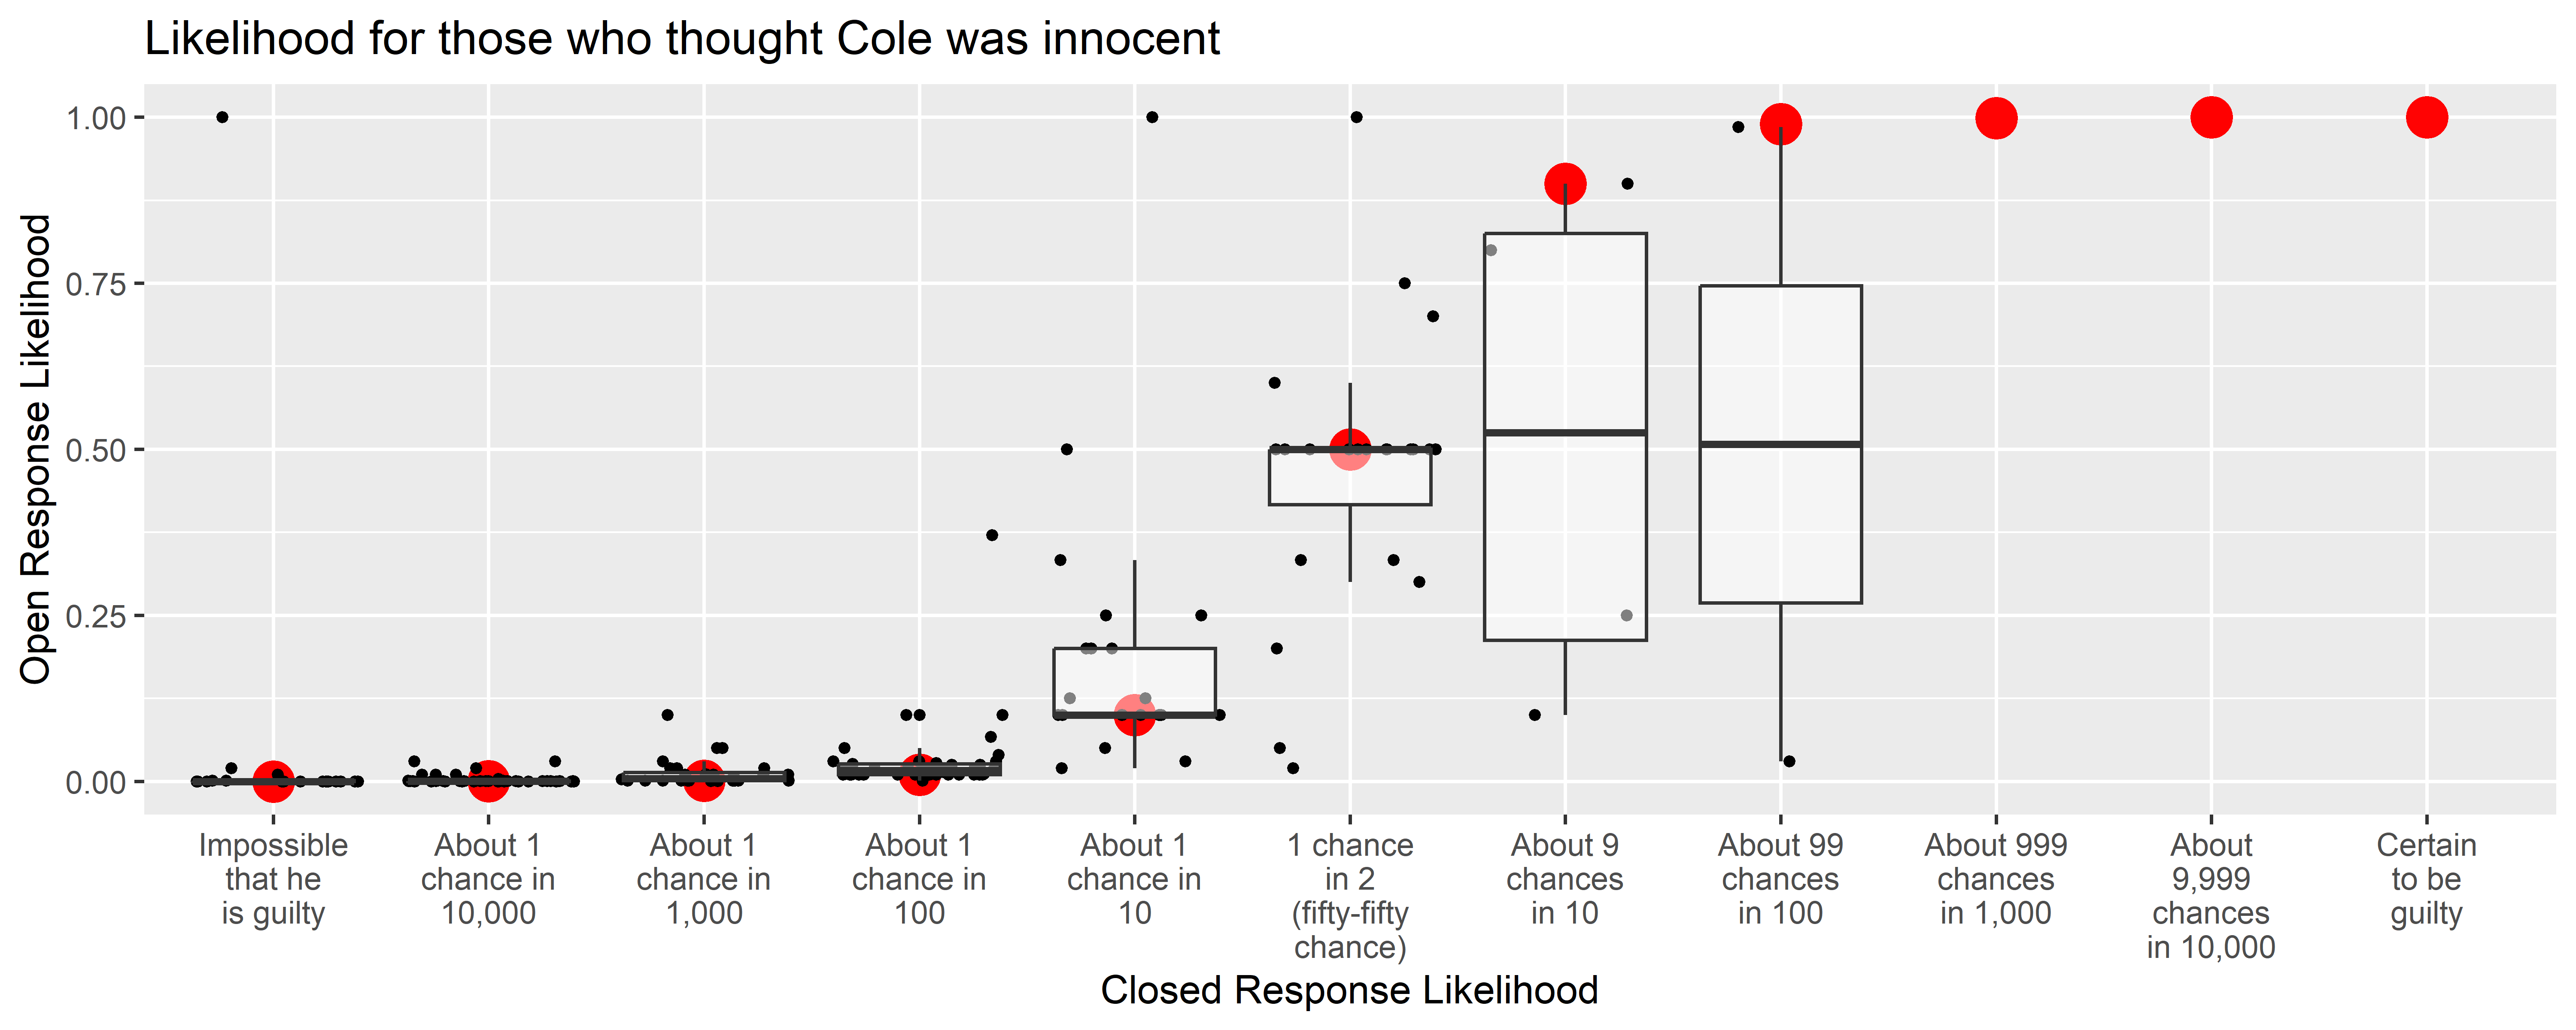 Likelihood for those who thought Cole was innocent
Open Response Likelihood
1.00
0.75
0.50
0.25
0.00
Impossible
that he
is guilty
About 1
chance in
10,000
About 1
chance in
1,000
About 1
chance in
100
About 1
chance in
10
1 chance
in 2
(fifty-fifty
chance)
About 9
chances
in 10
About 99
chances
in 100
About 999
chances
in 1,000
About
9,999
chances
in 10,000
Certain
to be
guilty
Closed Response Likelihood